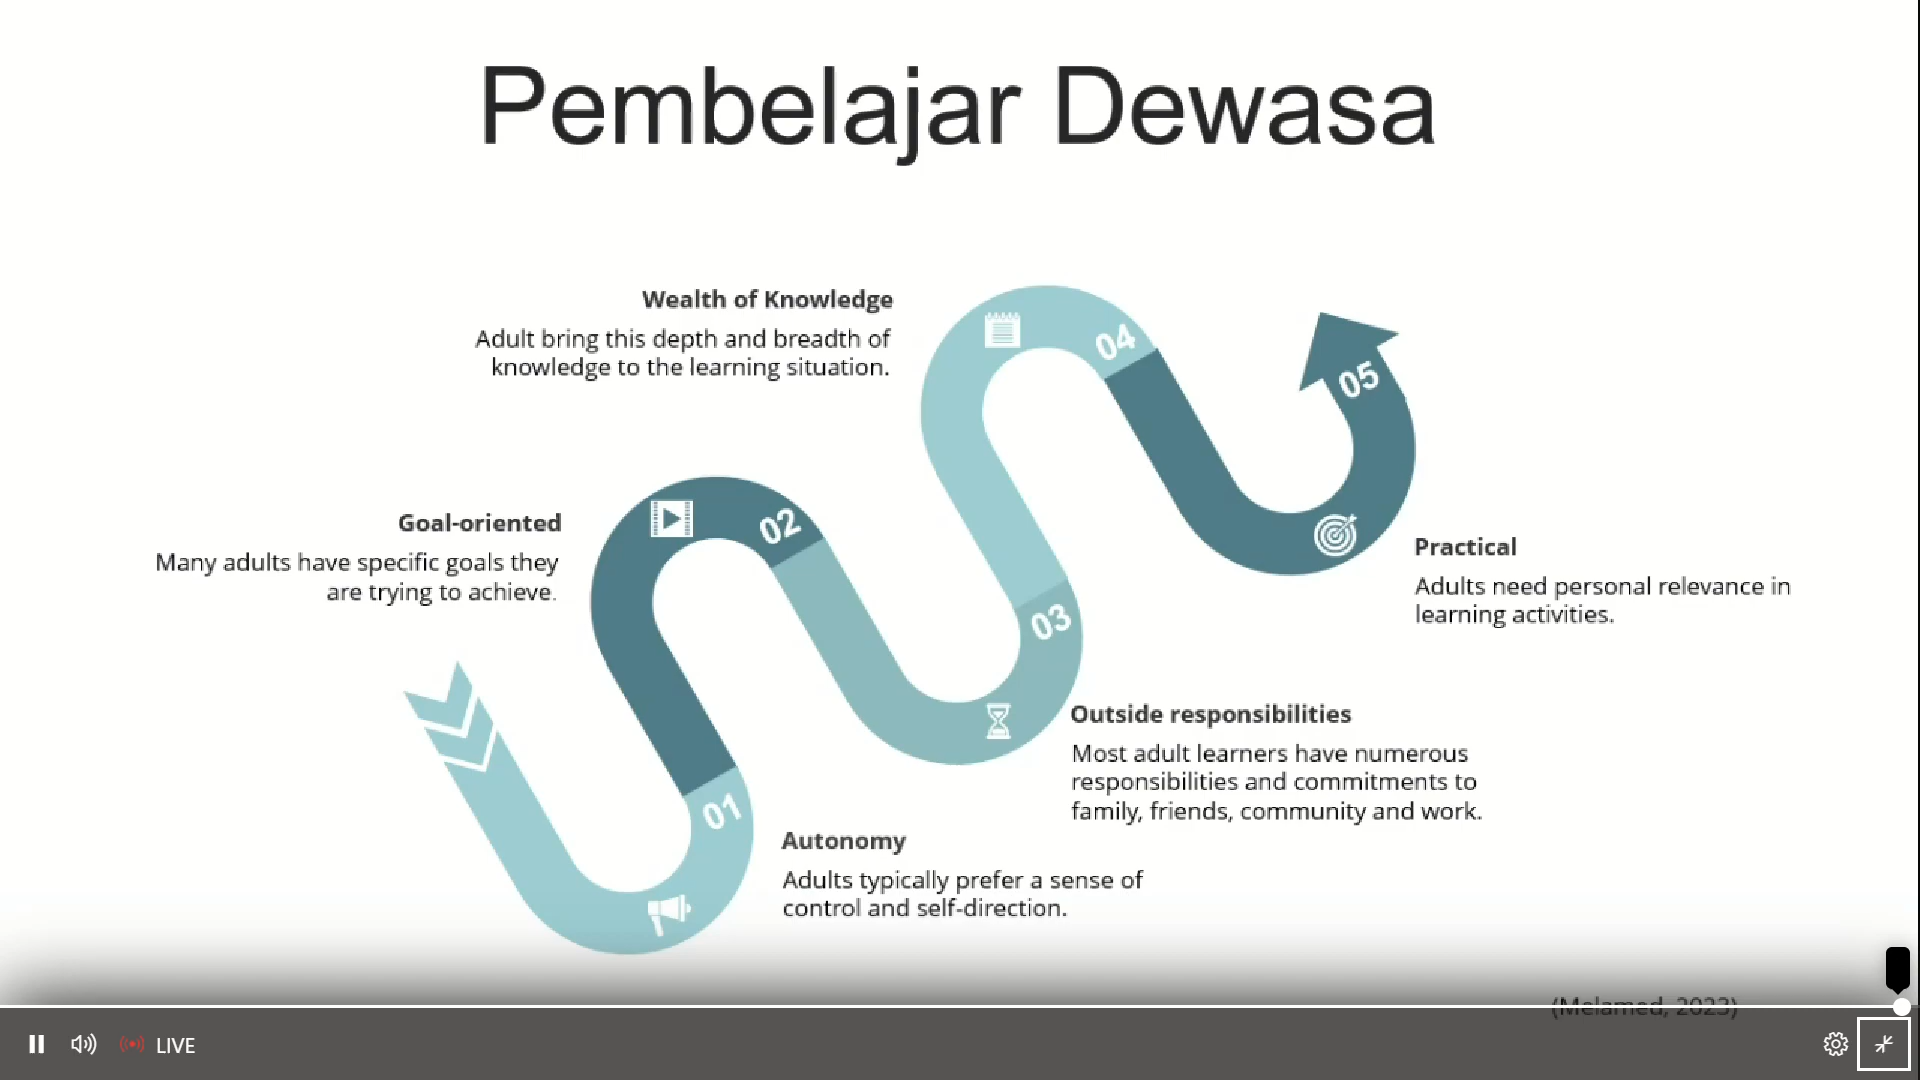 Pembelajar Dewasa
Wealth of Knowledge
Adult bring this depth and breadth of
knowledge to the learning situation.
04
05
Goal-oriented
Many adults have specific goals they
are trying to achieve.
02
Practical
Adults need personal relevance in
learning activities.
03
Outside responsibilities
Most adult learners have numerous
responsibilities and commitments to
family, friends, community and work.
01
Autonomy
Adults typically prefer a sense of
control and self-direction.
(Melamed, 2023)
LIVE